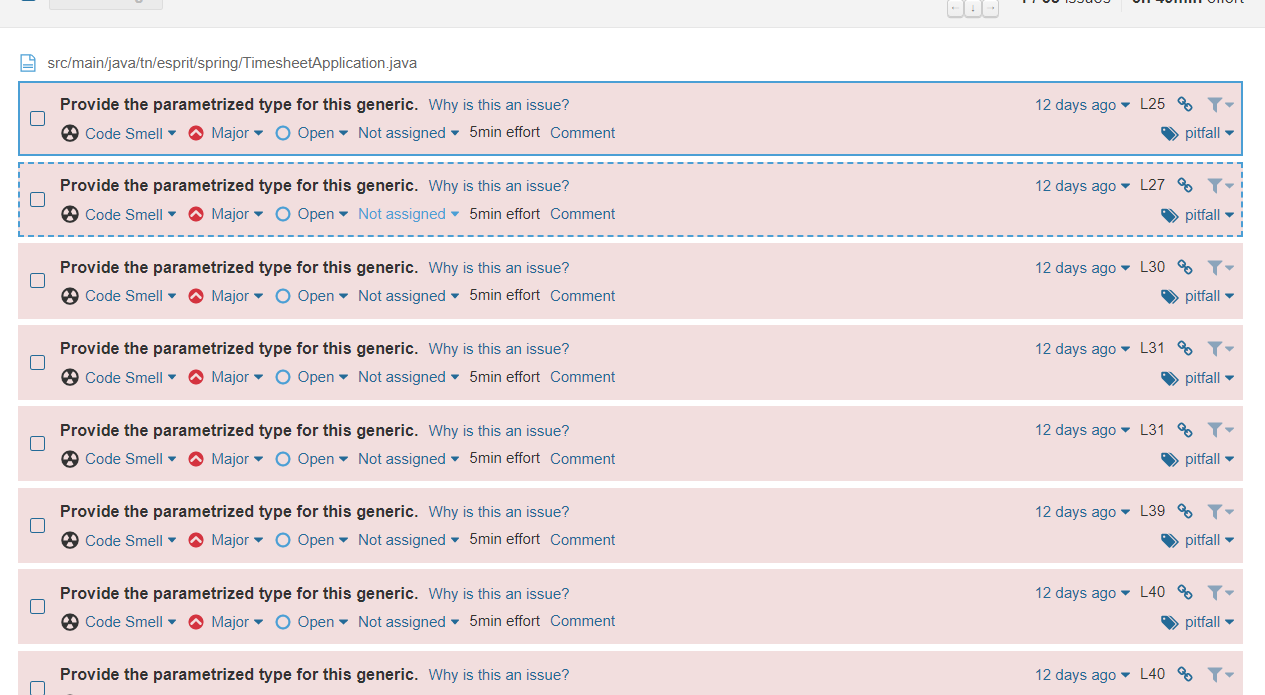 src/main/java/tn/esprit/spring/TimesheetApplication.java
Provide the parametrized type for this generic. Why is this an issue? 12 days ago L25
Code Smell Major Open Not assigned 5min effort Comment pitfall
Provide the parametrized type for this generic. Why is this an issue? 12 days ago L27
Code Smell Major Open Not assigned 5min effort Comment pitfall
Provide the parametrized type for this generic. Why is this an issue? 12 days ago L30
Code Smell Major Open Not assigned 5min effort Comment pitfall
Provide the parametrized type for this generic. Why is this an issue? 12 days ago L31
Code Smell Major Open Not assigned 5min effort Comment pitfall
Provide the parametrized type for this generic. Why is this an issue? 12 days ago L31
Code Smell Major Open Not assigned 5min effort Comment pitfall
Provide the parametrized type for this generic. Why is this an issue? 12 days ago L39
Code Smell Major Open Not assigned 5min effort Comment pitfall
Provide the parametrized type for this generic. Why is this an issue? 12 days ago L40
Code Smell Major Open Not assigned 5min effort Comment pitfall
Provide the parametrized type for this generic. Why is this an issue? 12 days ago L40